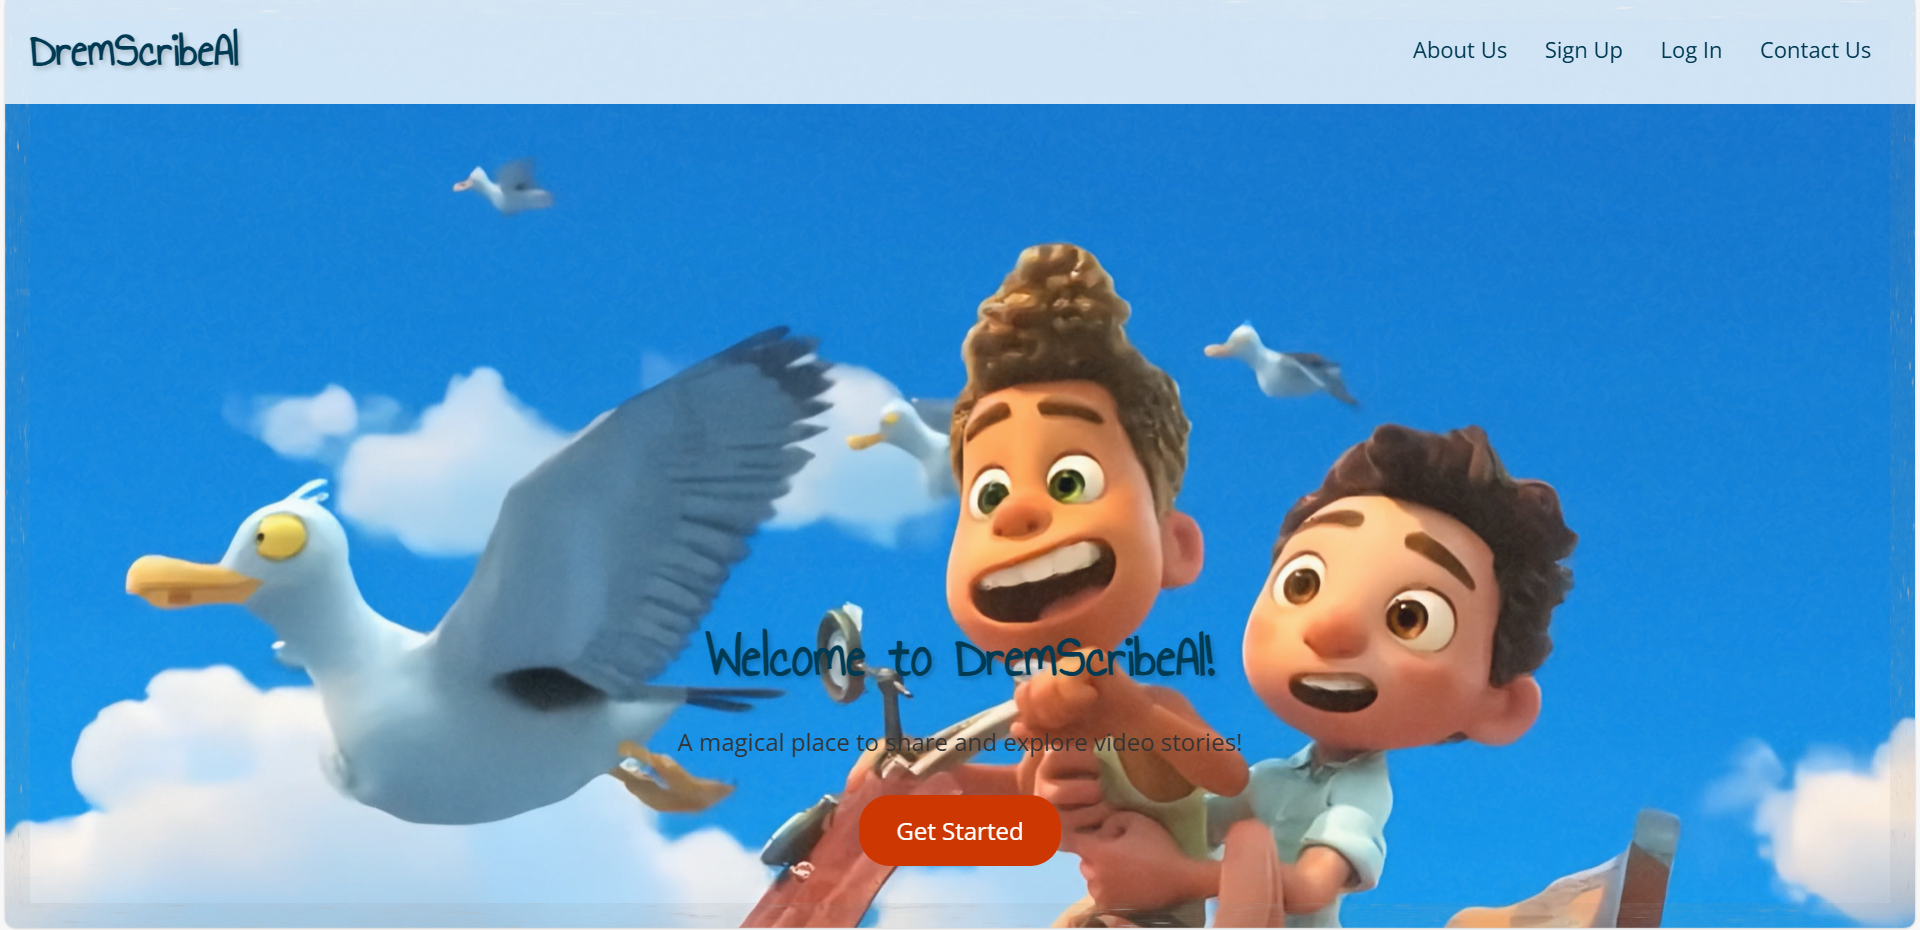 DremScribeAI
About Us
Sign Up
Log In
Contact Us
Welcome to DremScribeAI!
A magical place to share and explore video stories!
Get Started